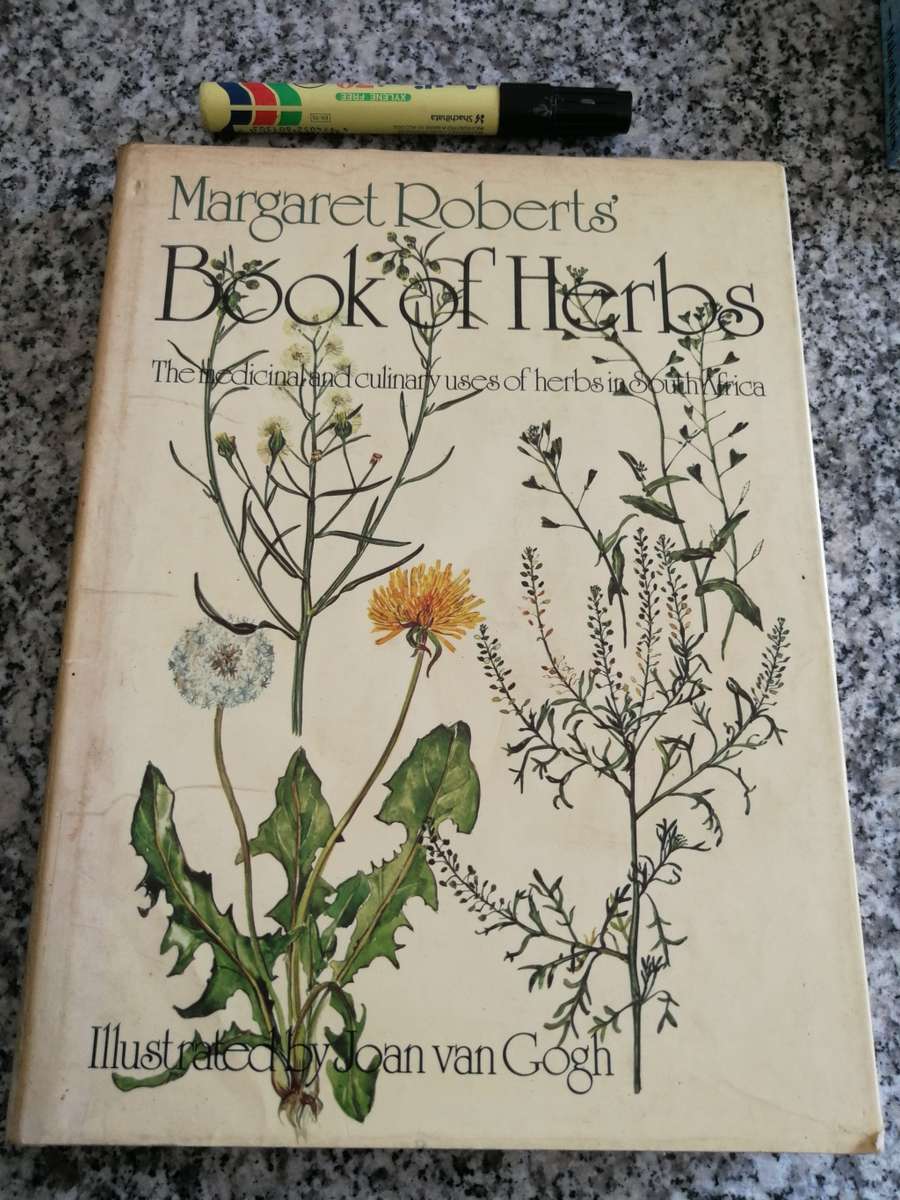 XYLENE FREE
Shachihata
Margaret Roberts'
Book of Herbs
The medicinal and culinary uses of herbs in South Africa
Illustrated by Joan van Gogh